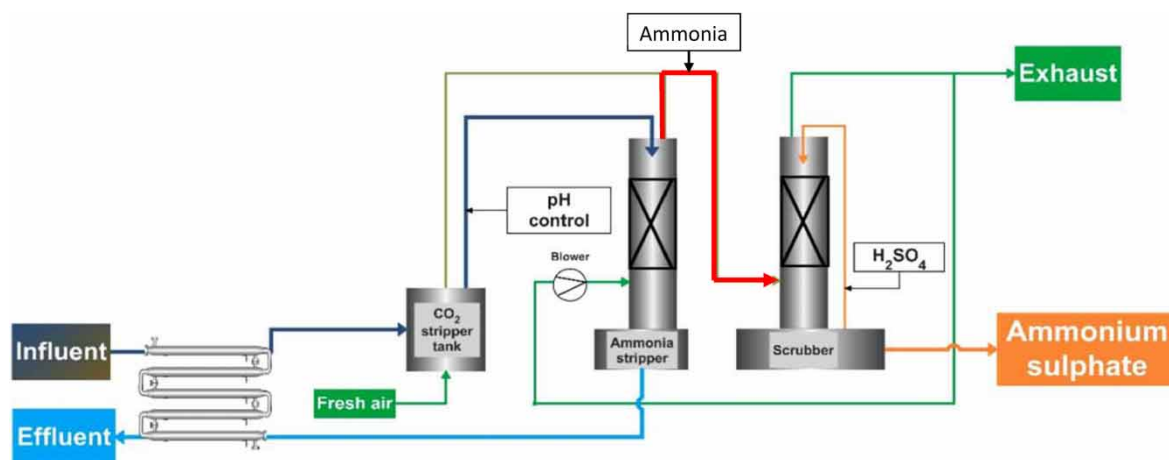 Ammonia
Exhaust
pH
control
Blower
H₂SO₄
CO₂
stripper
tank
Influent
Ammonia
stripper
Scrubber
Ammonium
sulphate
Fresh air
Effluent